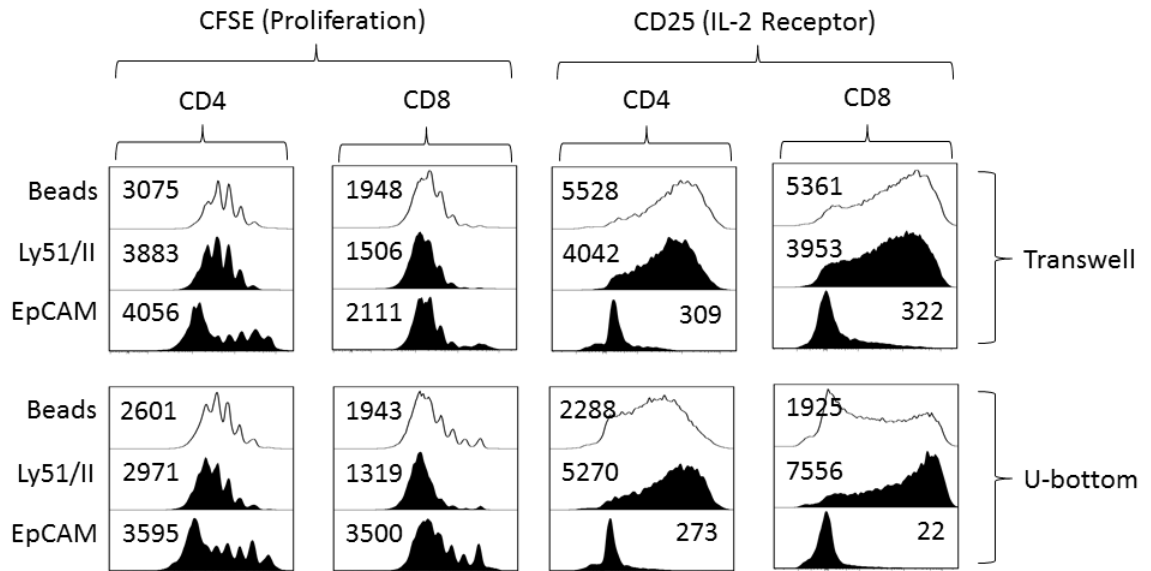 CFSE (Proliferation) CD25 (IL-2 Receptor)
CD4 CD8 CD4 CD8
Beads 3075 1948 5528 5361
Ly51/II 3883 1506 4042 3953 Transwell
EpCAM 4056 2111 309 322
Beads 2601 1943 2288 1925
Ly51/II 2971 1319 5270 7556 U-bottom
EpCAM 3595 3500 273 22